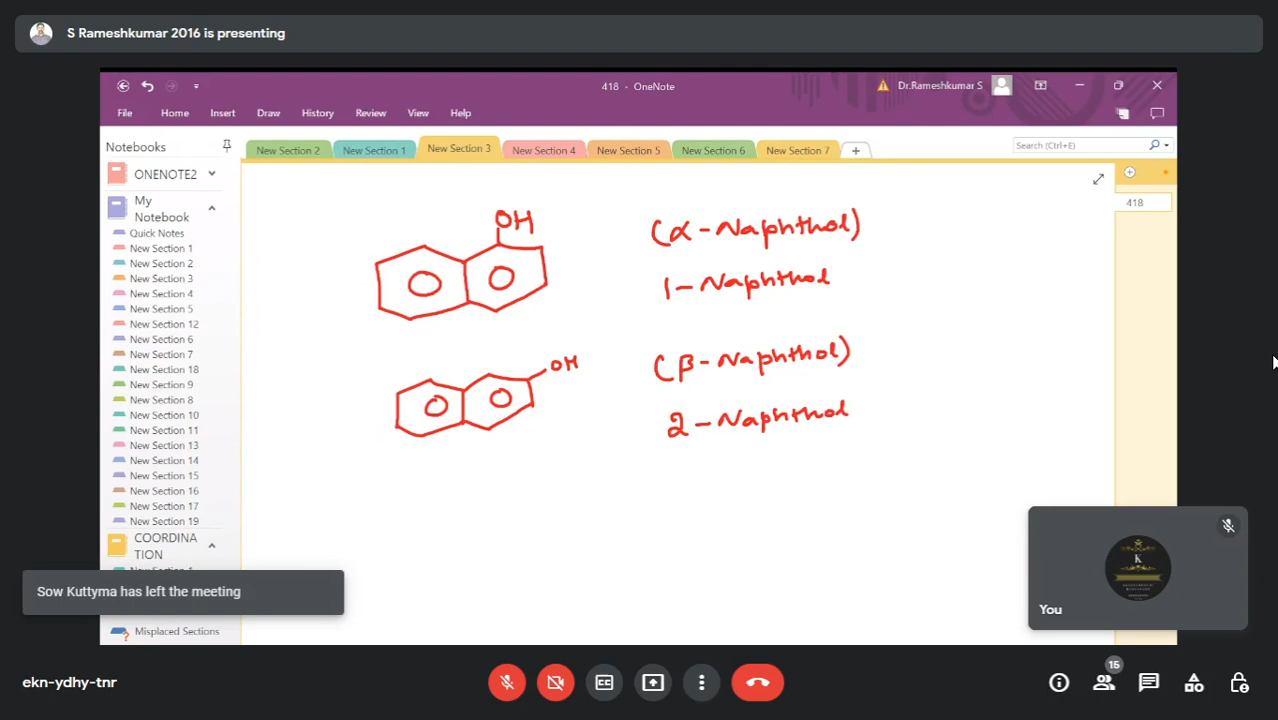 S Rameshkumar 2016 is presenting
418 - OneNote
Dr.Rameshkumar S
File Home Insert Draw History Review View Help
Notebooks
New Section 2 New Section 1 New Section 3 New Section 4 New Section 5 New Section 6 New Section 7
Search (Ctrl+E)
ONENOTE2
My
Notebook
Quick Notes
New Section 1
New Section 2
New Section 3
New Section 4
New Section 5
New Section 12
New Section 6
New Section 7
New Section 18
New Section 9
New Section 8
New Section 10
New Section 11
New Section 13
New Section 14
New Section 15
New Section 16
New Section 17
New Section 19
COORDINA
TION
Misplaced Sections
418
OH
(α-Naphthol)
1-Naphthol
OH
(β-Naphthol)
2-Naphthol
Sow Kuttyma has left the meeting
K
You
ekn-ydhy-tnr
CC
15